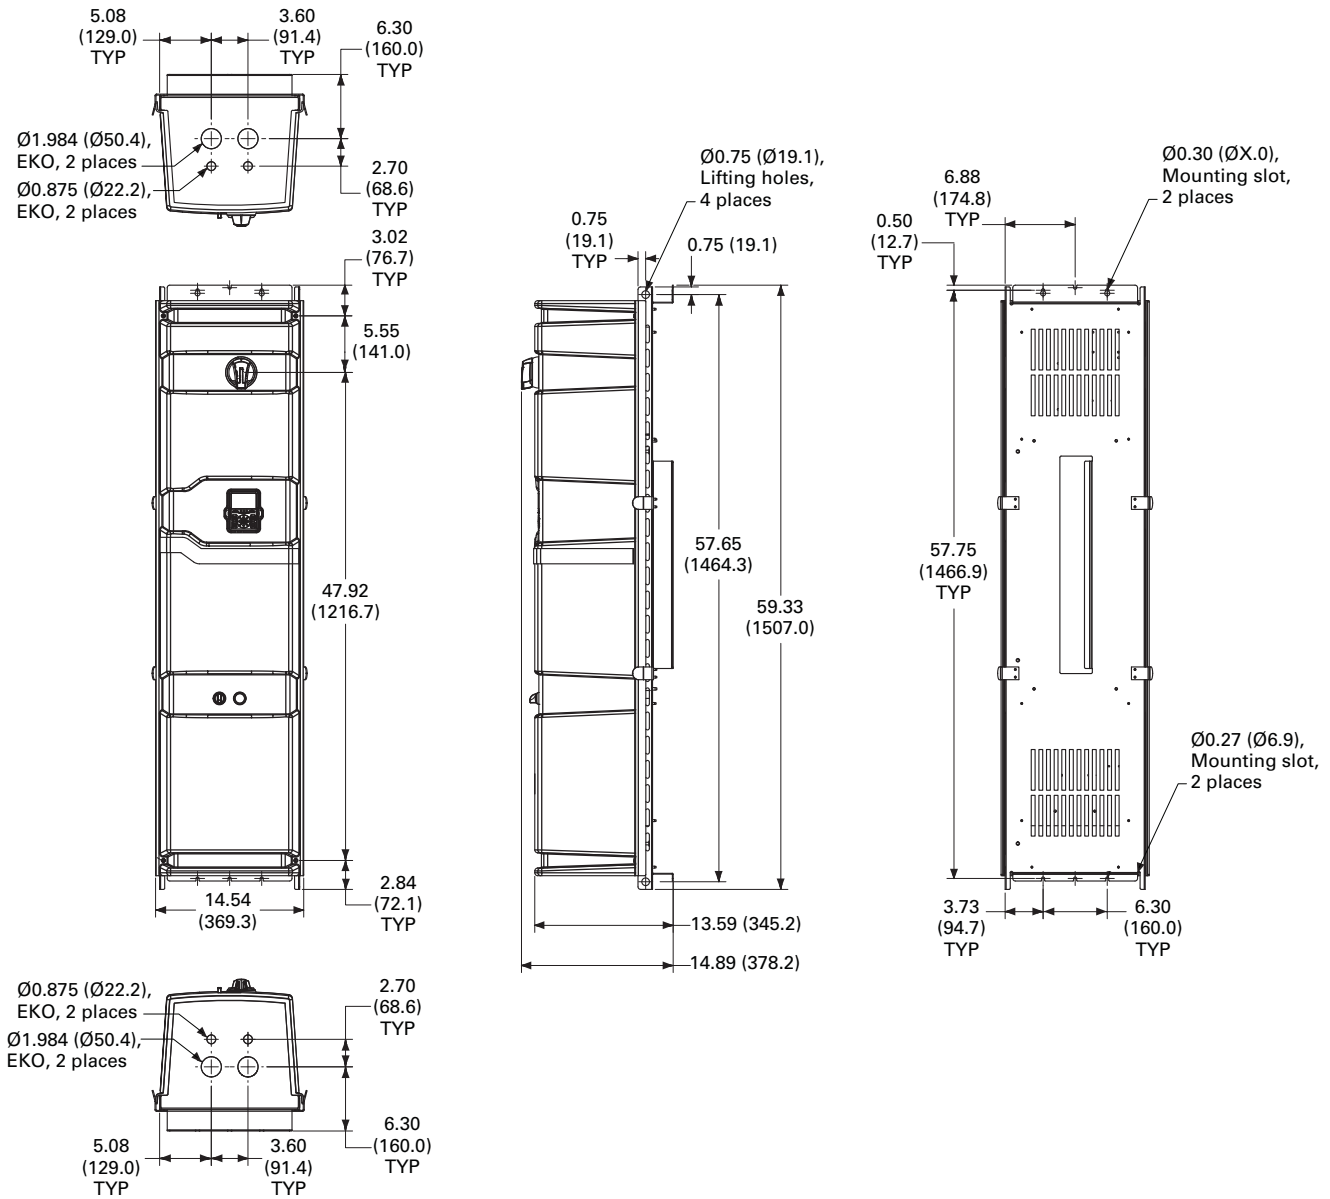 5.08
(129.0)
TYP
3.60
(91.4)
TYP
6.30
(160.0)
TYP
Ø1.984 (Ø50.4),
EKO, 2 places
Ø0.875 (Ø22.2),
EKO, 2 places
2.70
(68.6)
TYP
3.02
(76.7)
TYP
5.55
(141.0)
47.92
(1216.7)
2.84
(72.1)
TYP
14.54
(369.3)
Ø0.875 (Ø22.2),
EKO, 2 places
Ø1.984 (Ø50.4),
EKO, 2 places
2.70
(68.6)
TYP
6.30
(160.0)
TYP
5.08
(129.0)
TYP
3.60
(91.4)
TYP
Ø0.75 (Ø19.1),
Lifting holes,
4 places
0.75
(19.1)
TYP
0.75 (19.1)
57.65
(1464.3)
59.33
(1507.0)
13.59 (345.2)
14.89 (378.2)
Ø0.30 (ØX.0),
Mounting slot,
2 places
6.88
(174.8)
TYP
0.50
(12.7)
TYP
57.75
(1466.9)
TYP
Ø0.27 (Ø6.9),
Mounting slot,
2 places
3.73
(94.7)
TYP
6.30
(160.0)
TYP